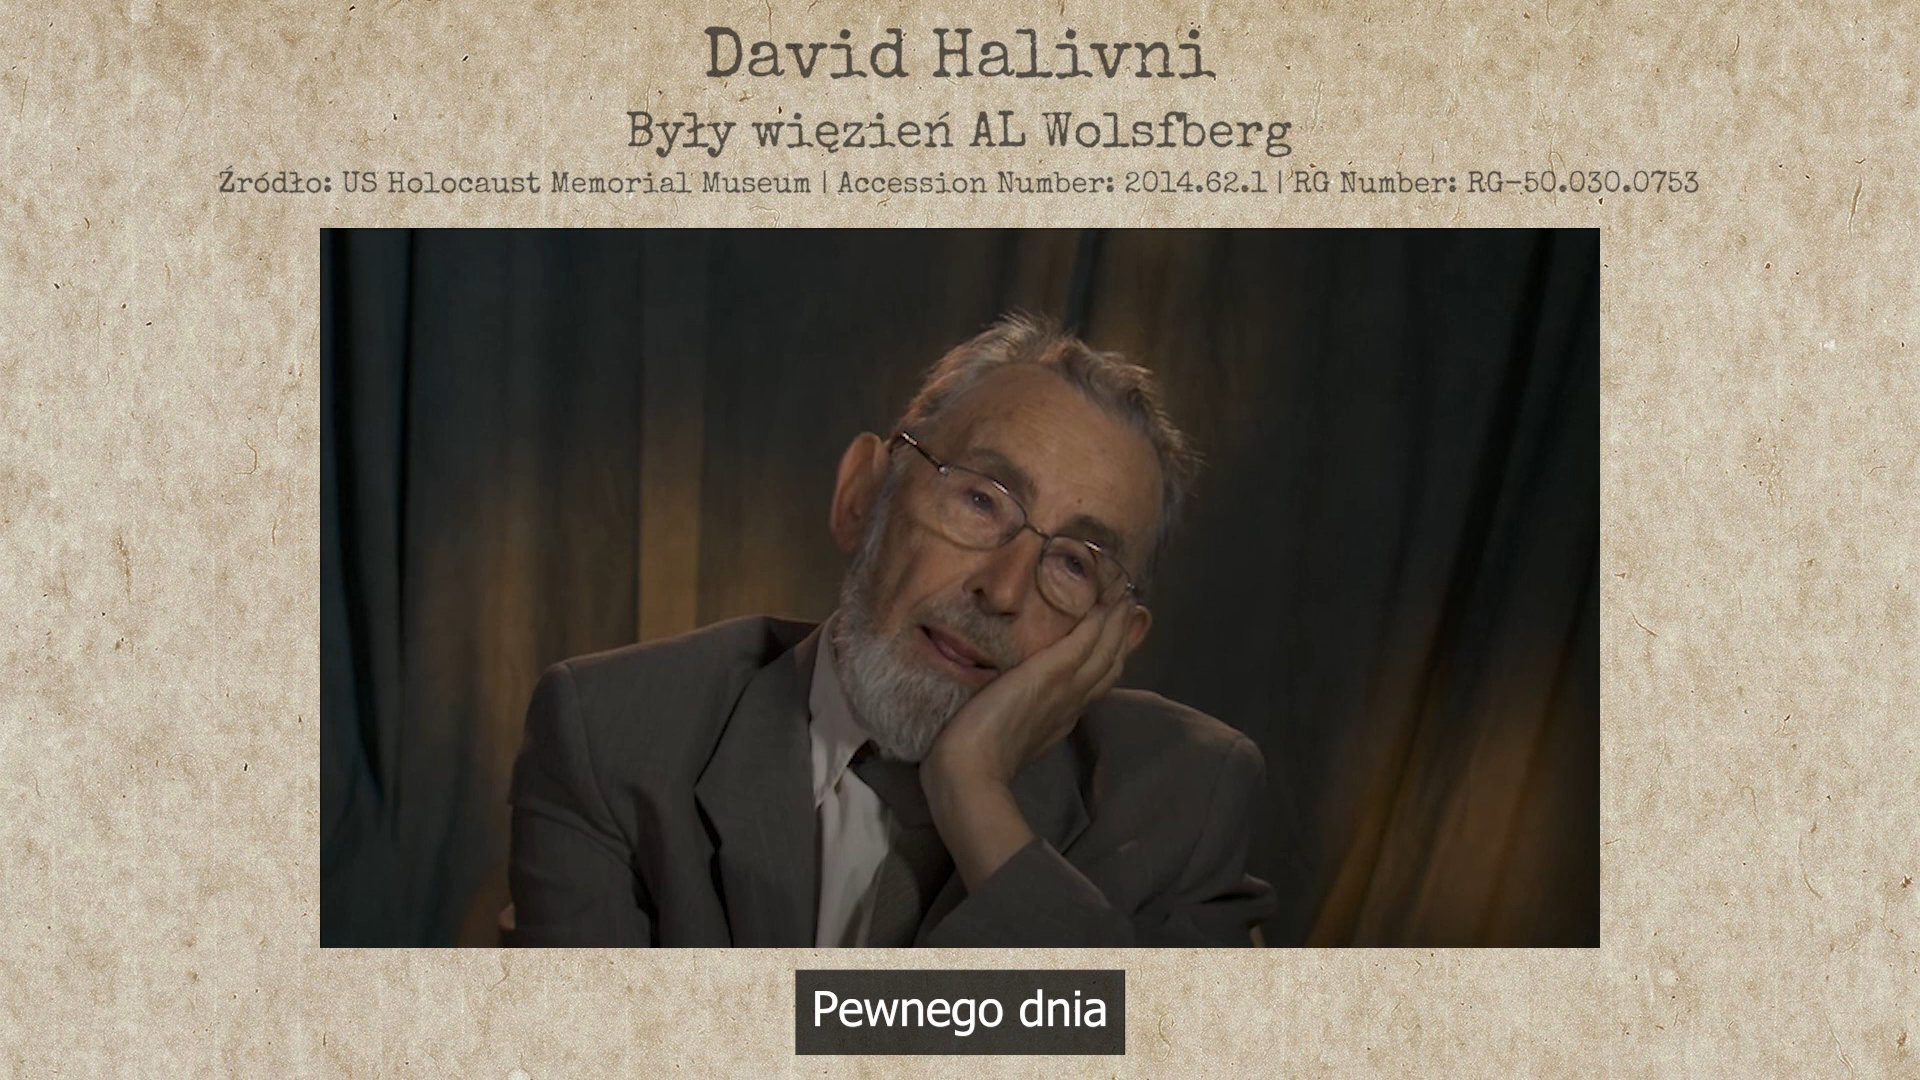 David Halivni
Były więzień AL Wolsfberg
Źródło: US Holocaust Memorial Museum | Accession Number: 2014.62.1 | RG Number: RG-50.030.0753
Pewnego dnia